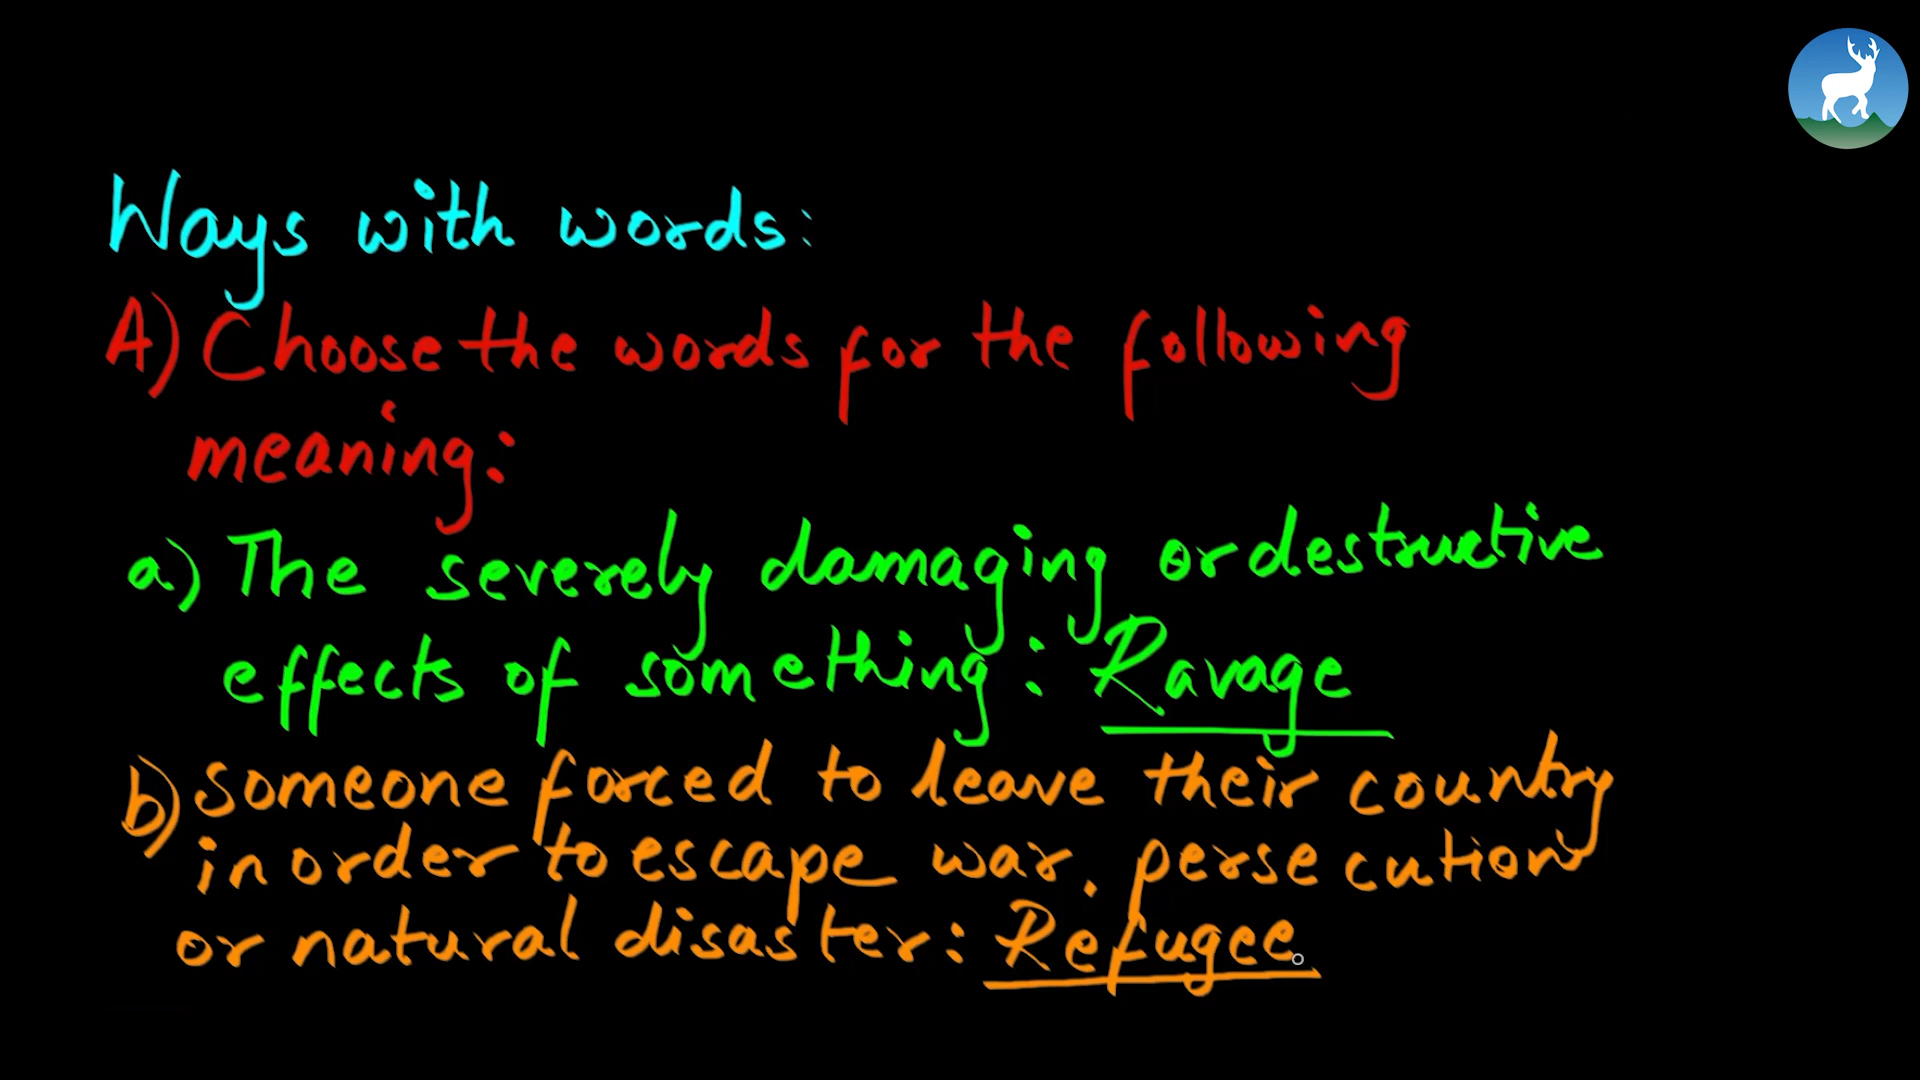 Ways with words:
A) Choose the words for the following
meaning:
a) The severely damaging or destructive
effects of something: Ravage
b) someone forced to leave their country
in order to escape war. persecution
or natural disaster: Refugee